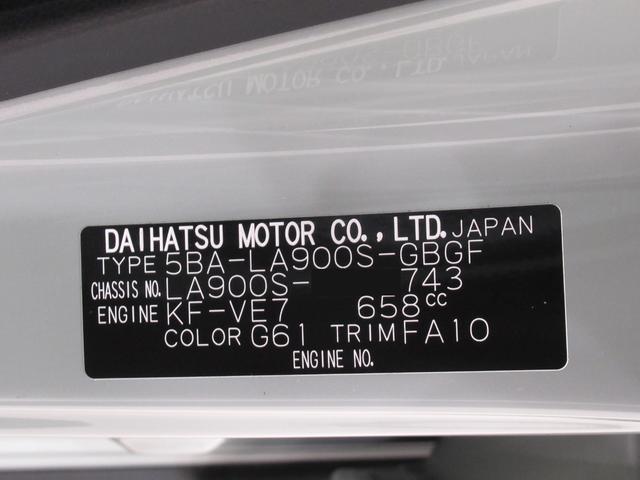 DAIHATSU MOTOR CO., LTD. JAPAN
TYPE 5BA-LA900S-GBGF
CHASSIS NO. LA900S- 743
ENGINE KF-VE7 658CC
COLOR G61 TRIM FA10
ENGINE NO.